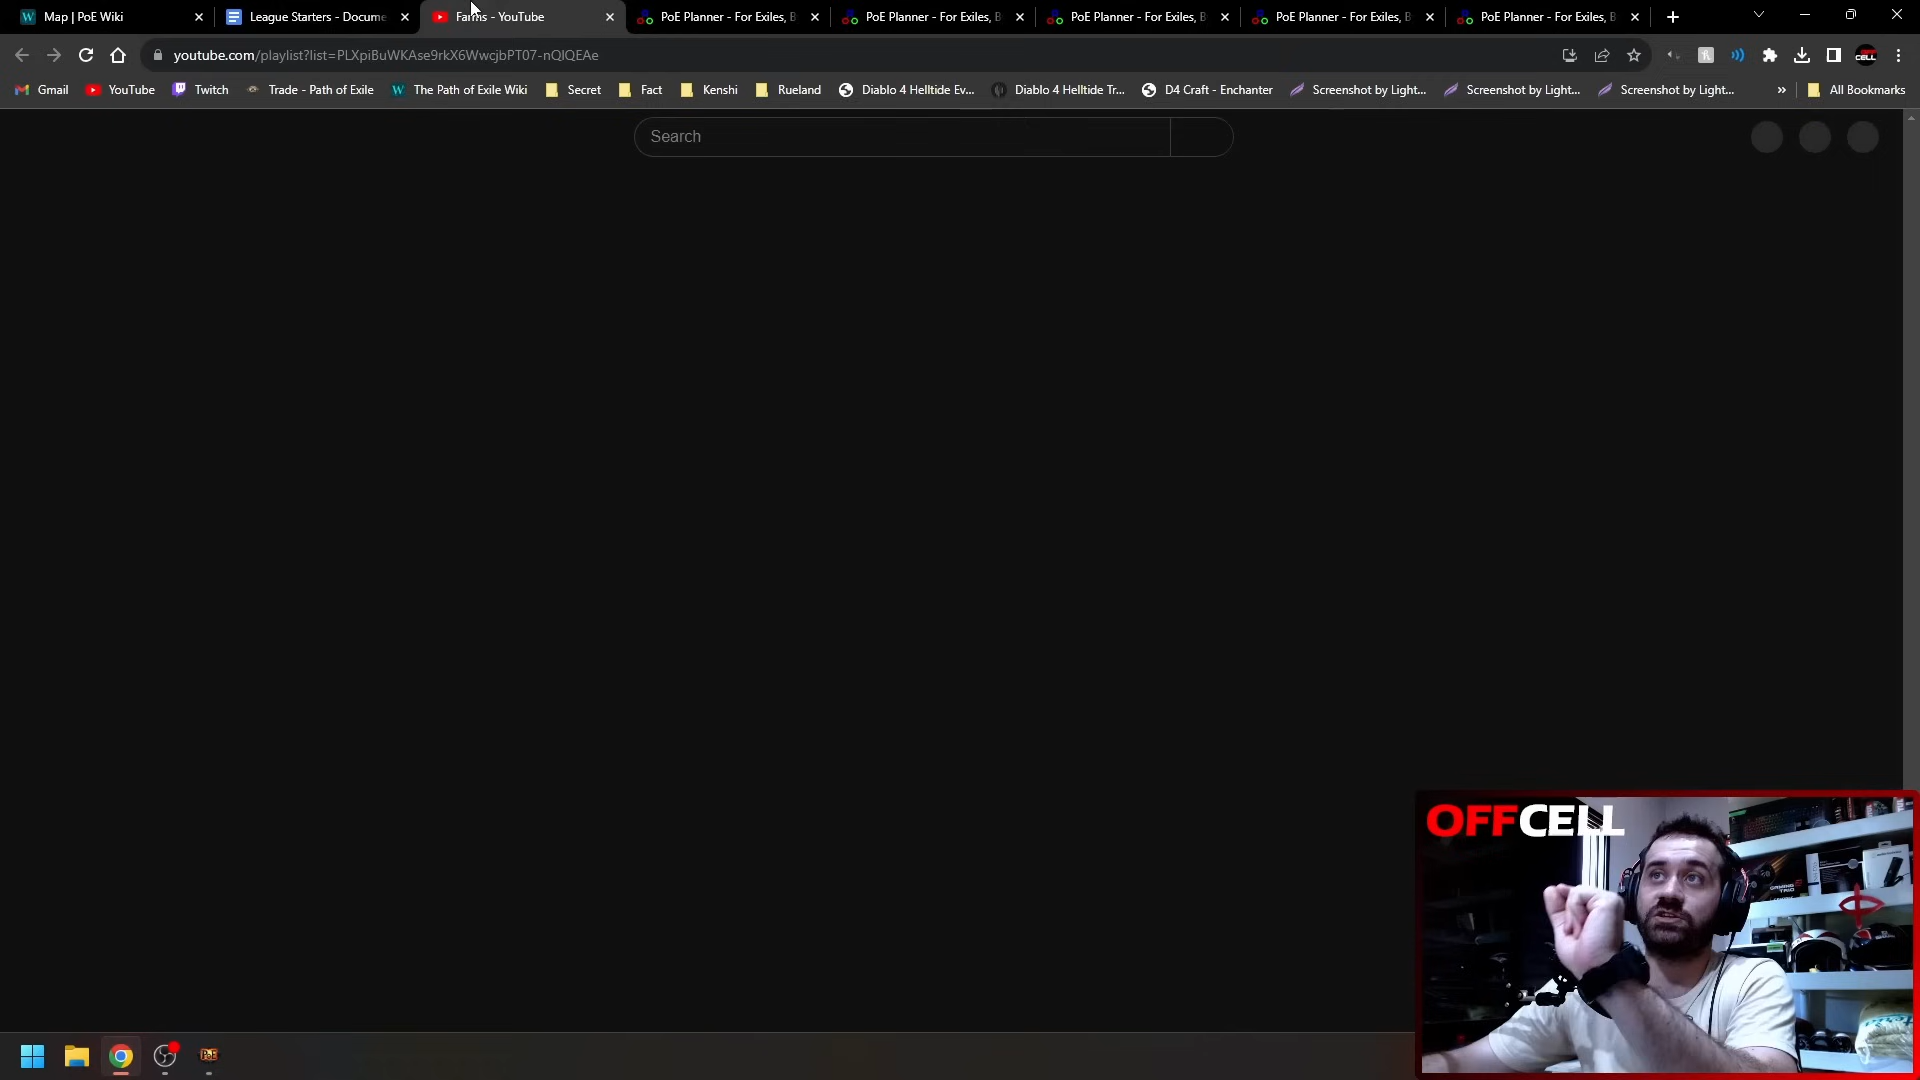 Map | PoE Wiki
League Starters - Docume
Farms - YouTube
PoE Planner - For Exiles, B
PoE Planner - For Exiles, B
PoE Planner - For Exiles, B
PoE Planner - For Exiles, B
PoE Planner - For Exiles, B
youtube.com/playlist?list=PLXpiBuWKAse9rkX6WwcjbPT07-nQIQEAe
Gmail
YouTube
Twitch
Trade - Path of Exile
The Path of Exile Wiki
Secret
Fact
Kenshi
Rueland
Diablo 4 Helltide Ev...
Diablo 4 Helltide Tr...
D4 Craft - Enchanter
Screenshot by Light...
Screenshot by Light...
Screenshot by Light...
All Bookmarks
Search
OFFCELL